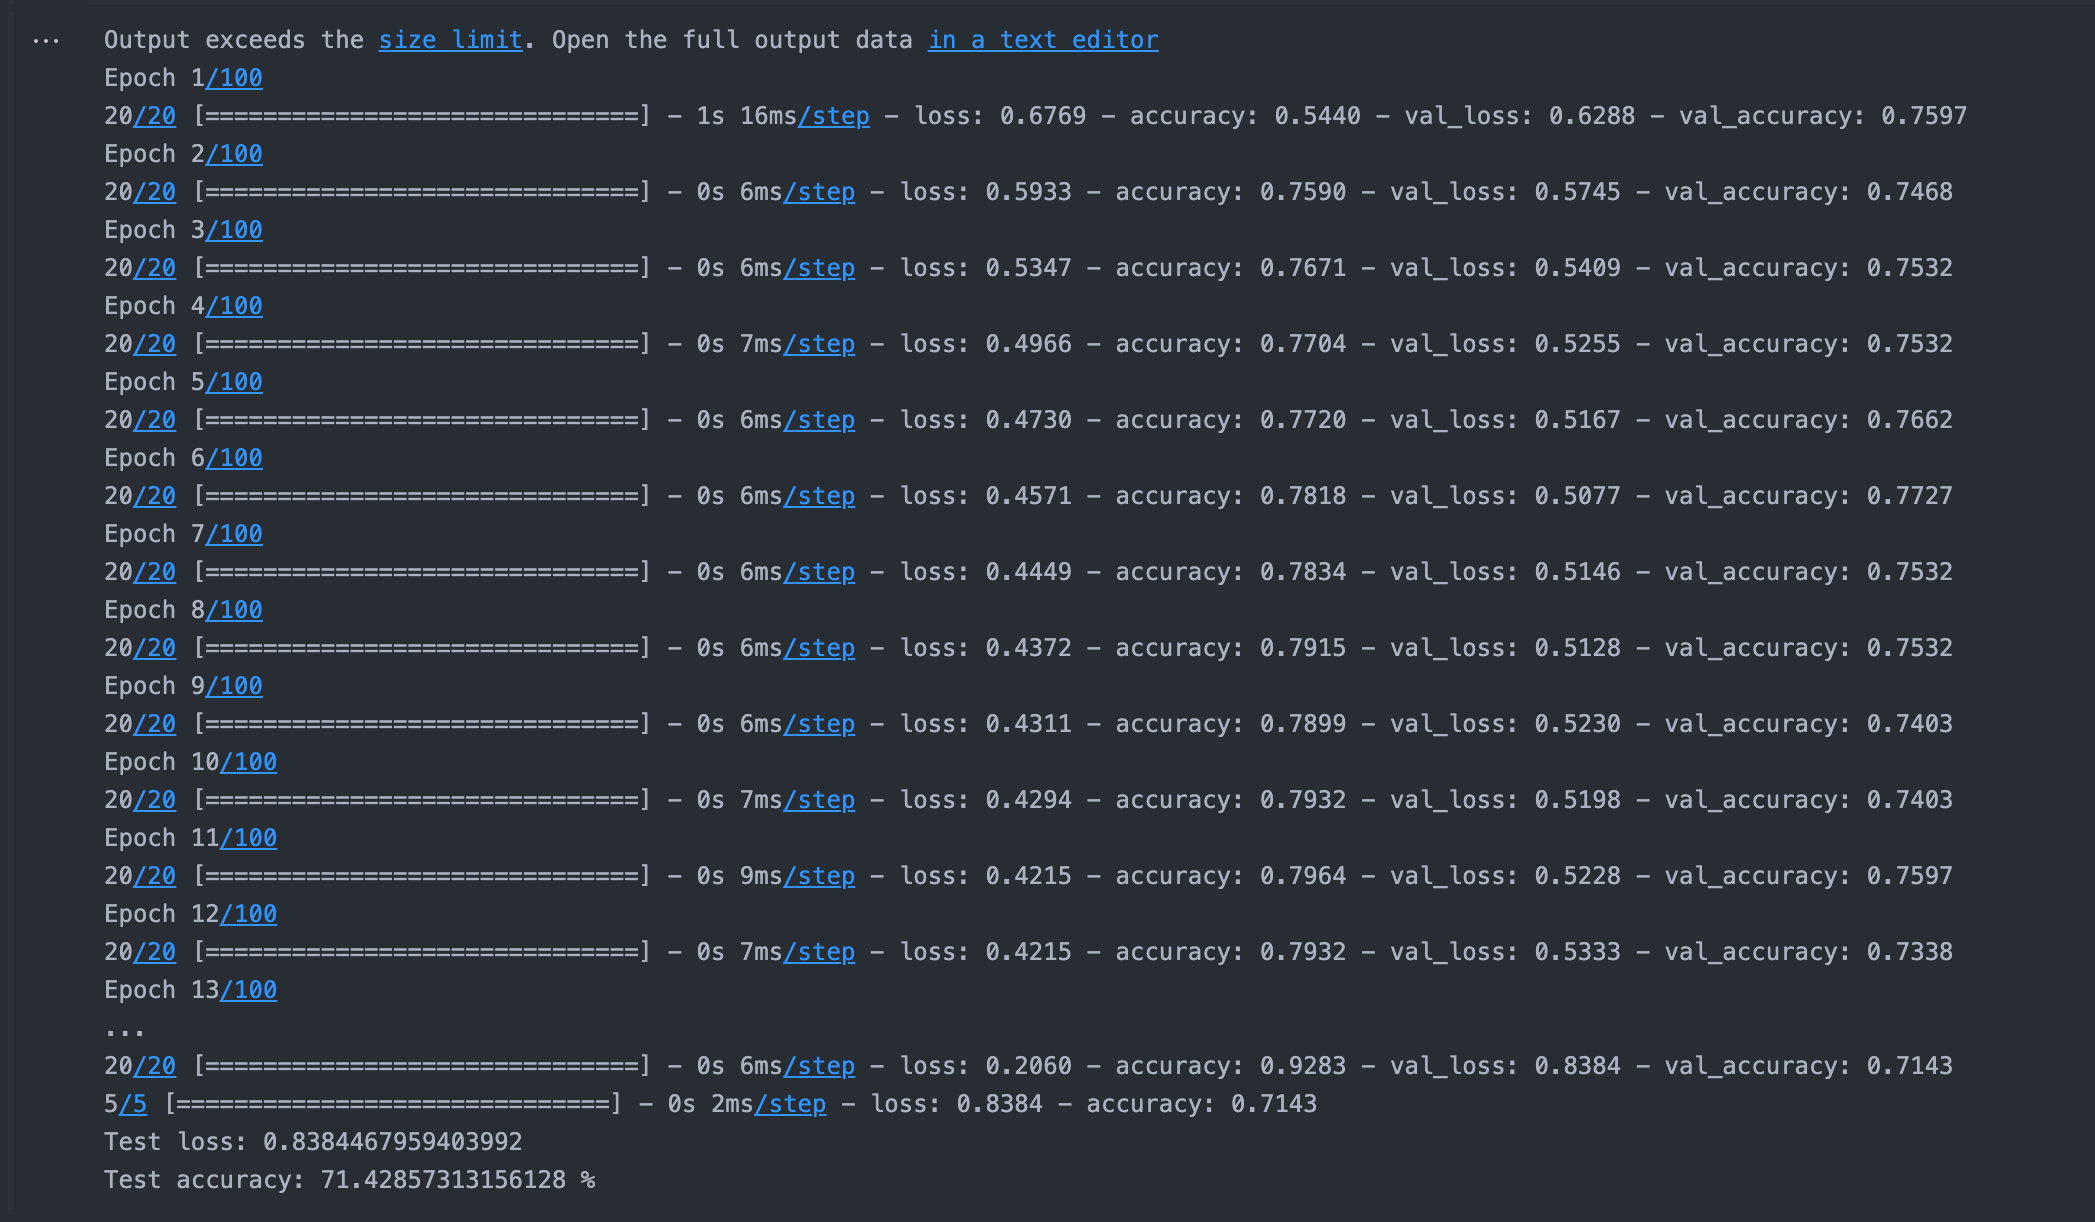 ... Output exceeds the size limit. Open the full output data in a text editor
Epoch 1/100
20/20 [==============================] - 1s 16ms/step - loss: 0.6769 - accuracy: 0.5440 - val_loss: 0.6288 - val_accuracy: 0.7597
Epoch 2/100
20/20 [==============================] - 0s 6ms/step - loss: 0.5933 - accuracy: 0.7590 - val_loss: 0.5745 - val_accuracy: 0.7468
Epoch 3/100
20/20 [==============================] - 0s 6ms/step - loss: 0.5347 - accuracy: 0.7671 - val_loss: 0.5409 - val_accuracy: 0.7532
Epoch 4/100
20/20 [==============================] - 0s 7ms/step - loss: 0.4966 - accuracy: 0.7704 - val_loss: 0.5255 - val_accuracy: 0.7532
Epoch 5/100
20/20 [==============================] - 0s 6ms/step - loss: 0.4730 - accuracy: 0.7720 - val_loss: 0.5167 - val_accuracy: 0.7662
Epoch 6/100
20/20 [==============================] - 0s 6ms/step - loss: 0.4571 - accuracy: 0.7818 - val_loss: 0.5077 - val_accuracy: 0.7727
Epoch 7/100
20/20 [==============================] - 0s 6ms/step - loss: 0.4449 - accuracy: 0.7834 - val_loss: 0.5146 - val_accuracy: 0.7532
Epoch 8/100
20/20 [==============================] - 0s 6ms/step - loss: 0.4372 - accuracy: 0.7915 - val_loss: 0.5128 - val_accuracy: 0.7532
Epoch 9/100
20/20 [==============================] - 0s 6ms/step - loss: 0.4311 - accuracy: 0.7899 - val_loss: 0.5230 - val_accuracy: 0.7403
Epoch 10/100
20/20 [==============================] - 0s 7ms/step - loss: 0.4294 - accuracy: 0.7932 - val_loss: 0.5198 - val_accuracy: 0.7403
Epoch 11/100
20/20 [==============================] - 0s 9ms/step - loss: 0.4215 - accuracy: 0.7964 - val_loss: 0.5228 - val_accuracy: 0.7597
Epoch 12/100
20/20 [==============================] - 0s 7ms/step - loss: 0.4215 - accuracy: 0.7932 - val_loss: 0.5333 - val_accuracy: 0.7338
Epoch 13/100
...
20/20 [==============================] - 0s 6ms/step - loss: 0.2060 - accuracy: 0.9283 - val_loss: 0.8384 - val_accuracy: 0.7143
5/5 [==============================] - 0s 2ms/step - loss: 0.8384 - accuracy: 0.7143
Test loss: 0.8384467959403992
Test accuracy: 71.42857313156128 %